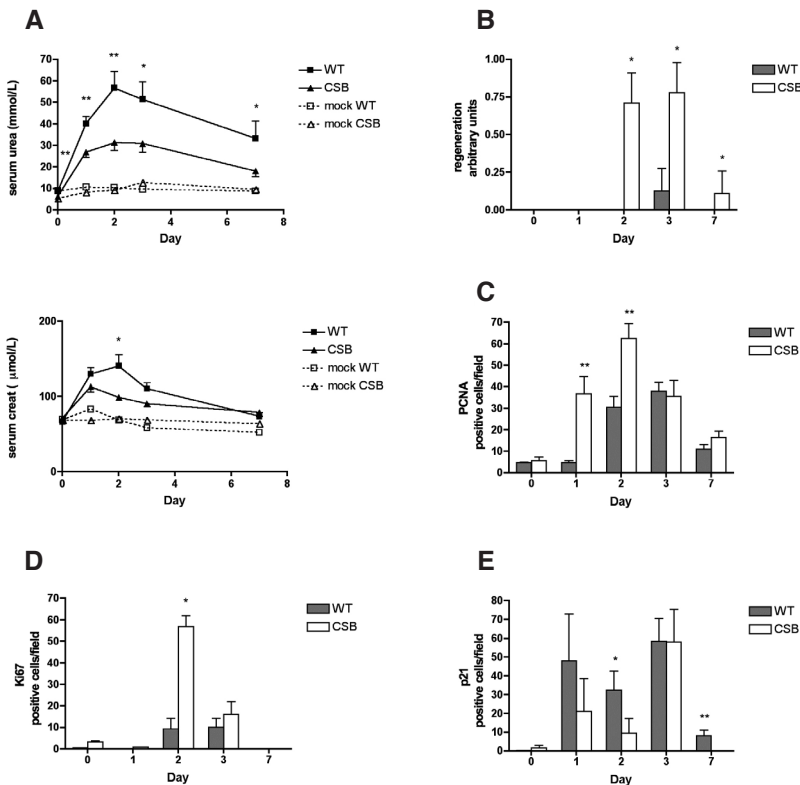 A
serum urea (mmol/L)
70
60
50
40
30
20
10
0
0 2 4 6 8
Day
** ** ** * *
WT
CSB
mock WT
mock CSB
serum creat ( μmol/L)
200
100
0
0 2 4 6 8
Day
*
WT
CSB
mock WT
mock CSB
B
regeneration
arbitrary units
1.00
0.75
0.50
0.25
0.00
0 1 2 3 7
Day
* * *
WT
CSB
C
PCNA
positive cells/field
70
60
50
40
30
20
10
0
0 1 2 3 7
Day
** **
WT
CSB
D
Ki67
positive cells/field
70
60
50
40
30
20
10
0
0 1 2 3 7
Day
*
WT
CSB
E
p21
positive cells/field
80
70
60
50
40
30
20
10
0
0 1 2 3 7
Day
* **
WT
CSB